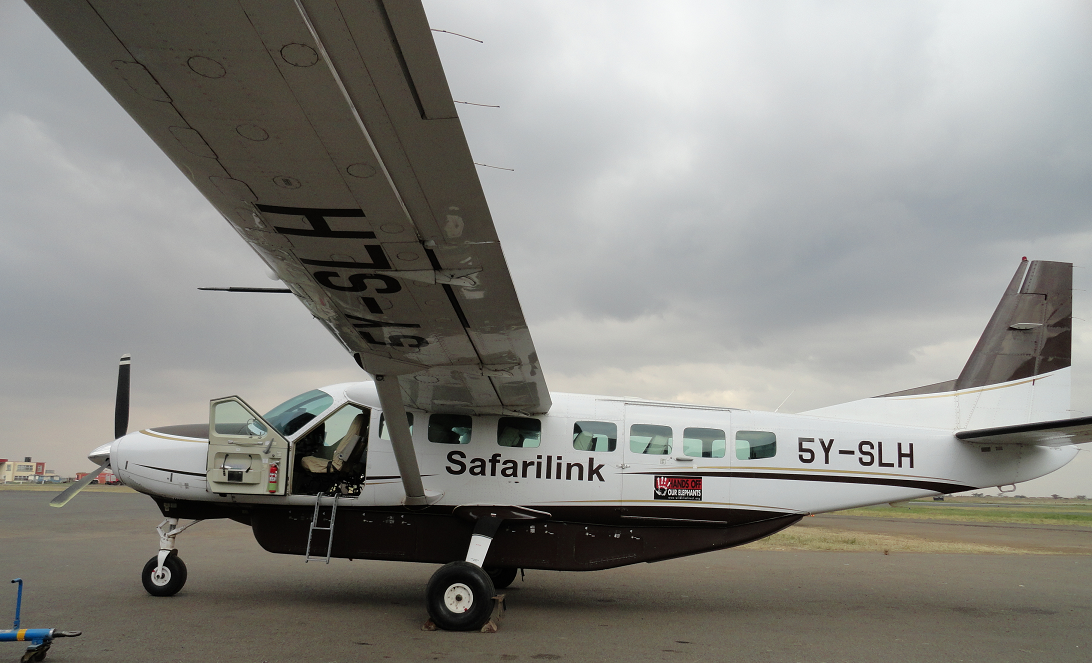 5Y-SLH
Safarilink
5Y-SLH
HANDS OFF
OUR ELEPHANTS